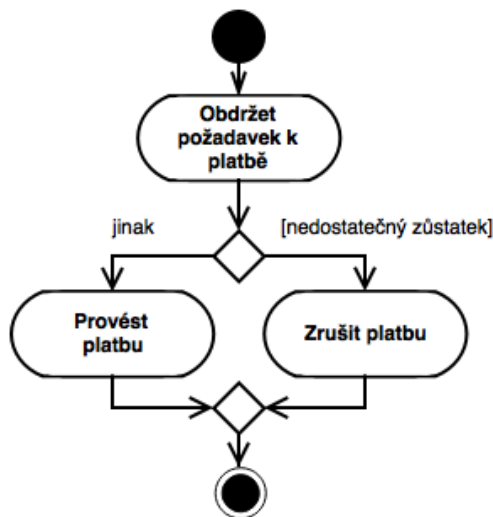 Obdržet
požadavek k
platbě
jinak
[nedostatečný zůstatek]
Provést
platbu
Zrušit platbu